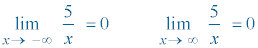 lim x→ -∞ 5/x = 0    lim x→ ∞ 5/x = 0